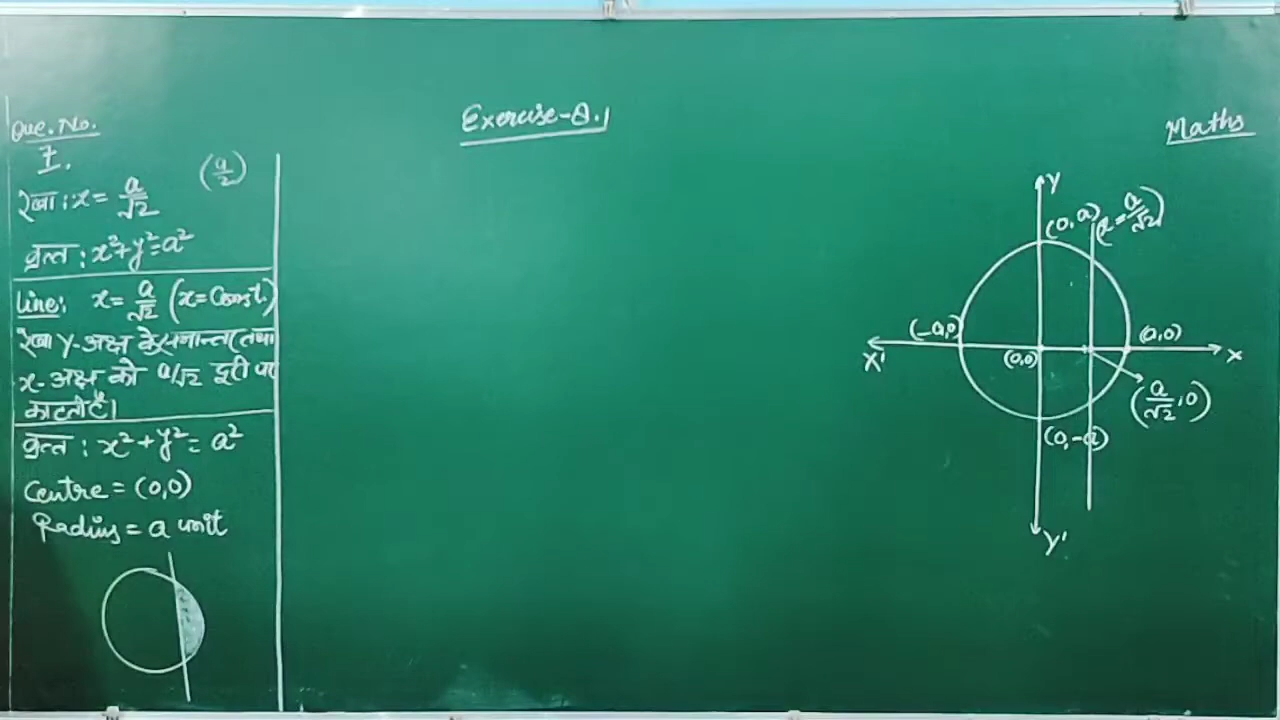 Exercise-8.1
Maths
Que. No.
7.
(a/2)
रेखा : x = a/√2
वृत्त : x²+y²=a²
Line: x = a/√2 (x = Const.)
रेखा Y-अक्ष के समान्तर तथा
x-अक्ष को a/√2 दूरी पर
काटती है।
वृत्त : x² + y² = a²
Centre = (0,0)
Radius = a unit
Y
(0, a)
(x = a/√2)
(-a,0)
(a,0)
X'
(0,0)
X
(a/√2, 0)
(0,-a)
Y'